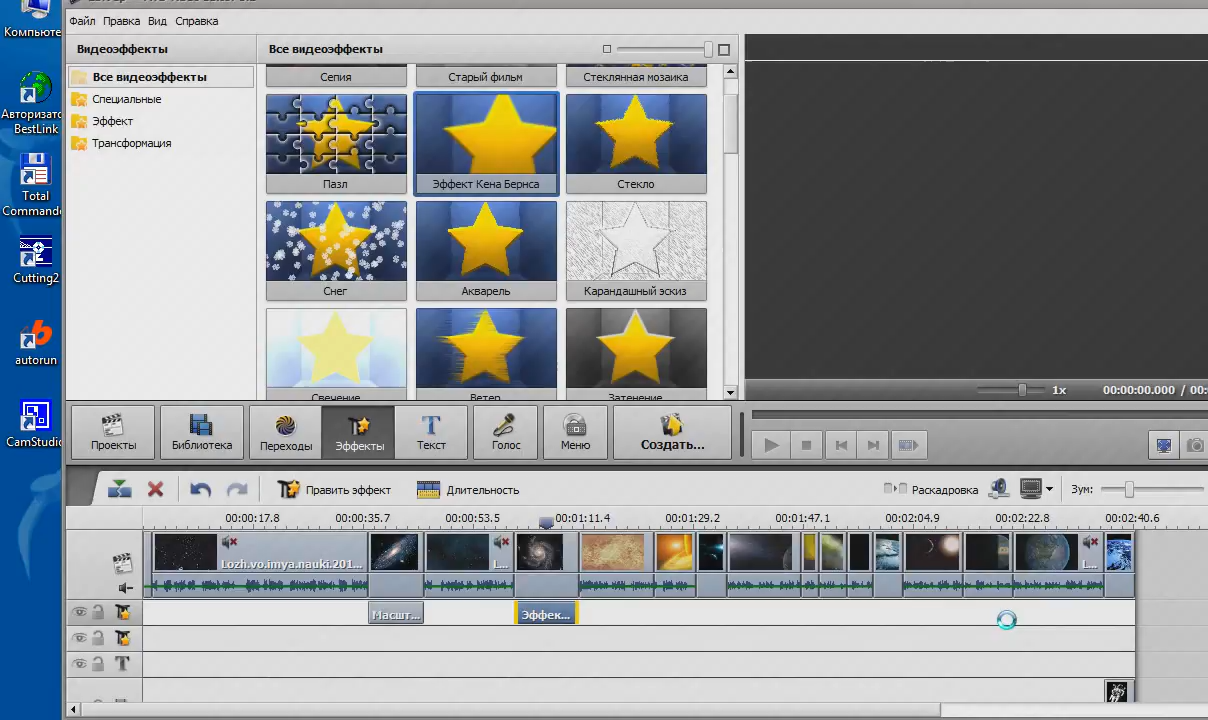 Файл Правка Вид Справка
Видеоэффекты
Все видеоэффекты
Все видеоэффекты
Специальные
Эффект
Трансформация
Сепия
Старый фильм
Стеклянная мозаика
Пазл
Эффект Кена Бернса
Стекло
Снег
Акварель
Карандашный эскиз
Свечение
Ветер
Затенение
Компьюте
Авторизато
BestLink
Total
Commande
Cutting2
autorun
CamStudio
1x
00:00:00.000 / 00:
Проекты
Библиотека
Переходы
Эффекты
Текст
Голос
Меню
Создать...
Править эффект
Длительность
Раскадровка
Зум:
00:00:17.8 00:00:35.7 00:00:53.5 00:01:11.4 00:01:29.2 00:01:47.1 00:02:04.9 00:02:22.8 00:02:40.6
Lozh.vo.imya.nauki.201...
L...
L...
Масшт...
Эффек...
T